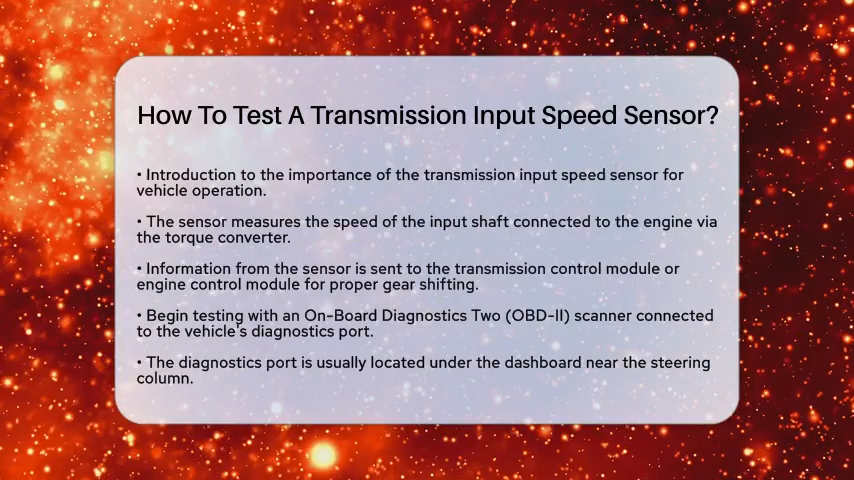 How To Test A Transmission Input Speed Sensor?
• Introduction to the importance of the transmission input speed sensor for
vehicle operation.
• The sensor measures the speed of the input shaft connected to the engine via
the torque converter.
• Information from the sensor is sent to the transmission control module or
engine control module for proper gear shifting.
• Begin testing with an On-Board Diagnostics Two (OBD-II) scanner connected
to the vehicle's diagnostics port.
• The diagnostics port is usually located under the dashboard near the steering
column.